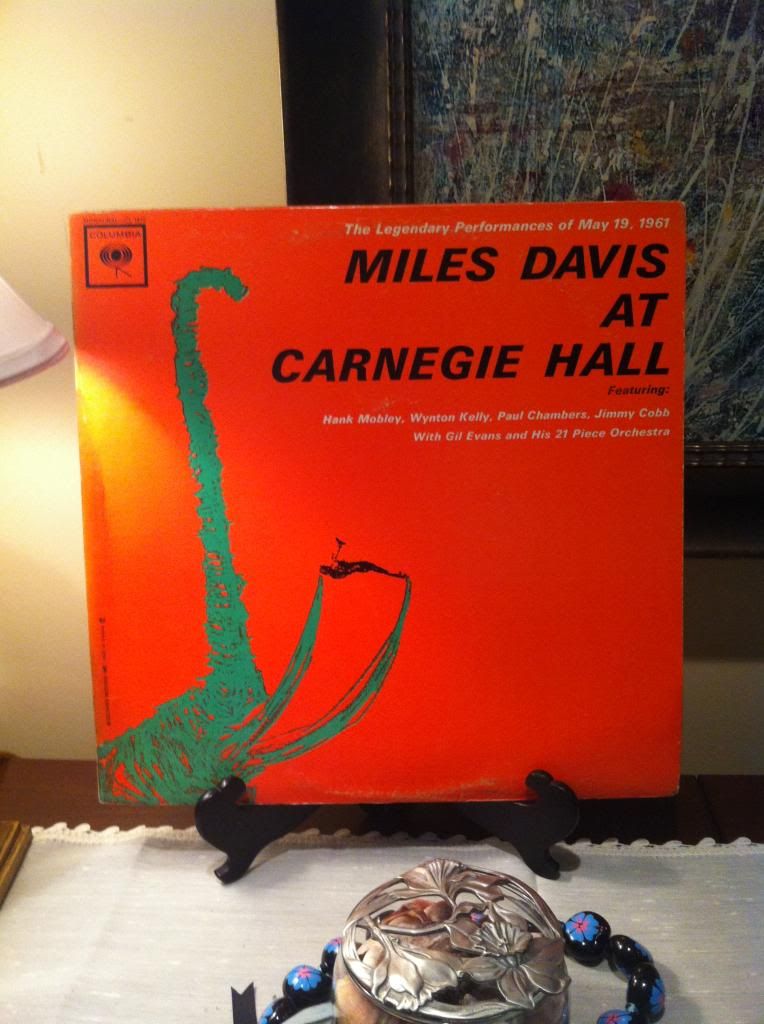 COLUMBIA
The Legendary Performances of May 19, 1961
MILES DAVIS
AT
CARNEGIE HALL
Featuring:
Hank Mobley, Wynton Kelly, Paul Chambers, Jimmy Cobb
With Gil Evans and His 21 Piece Orchestra